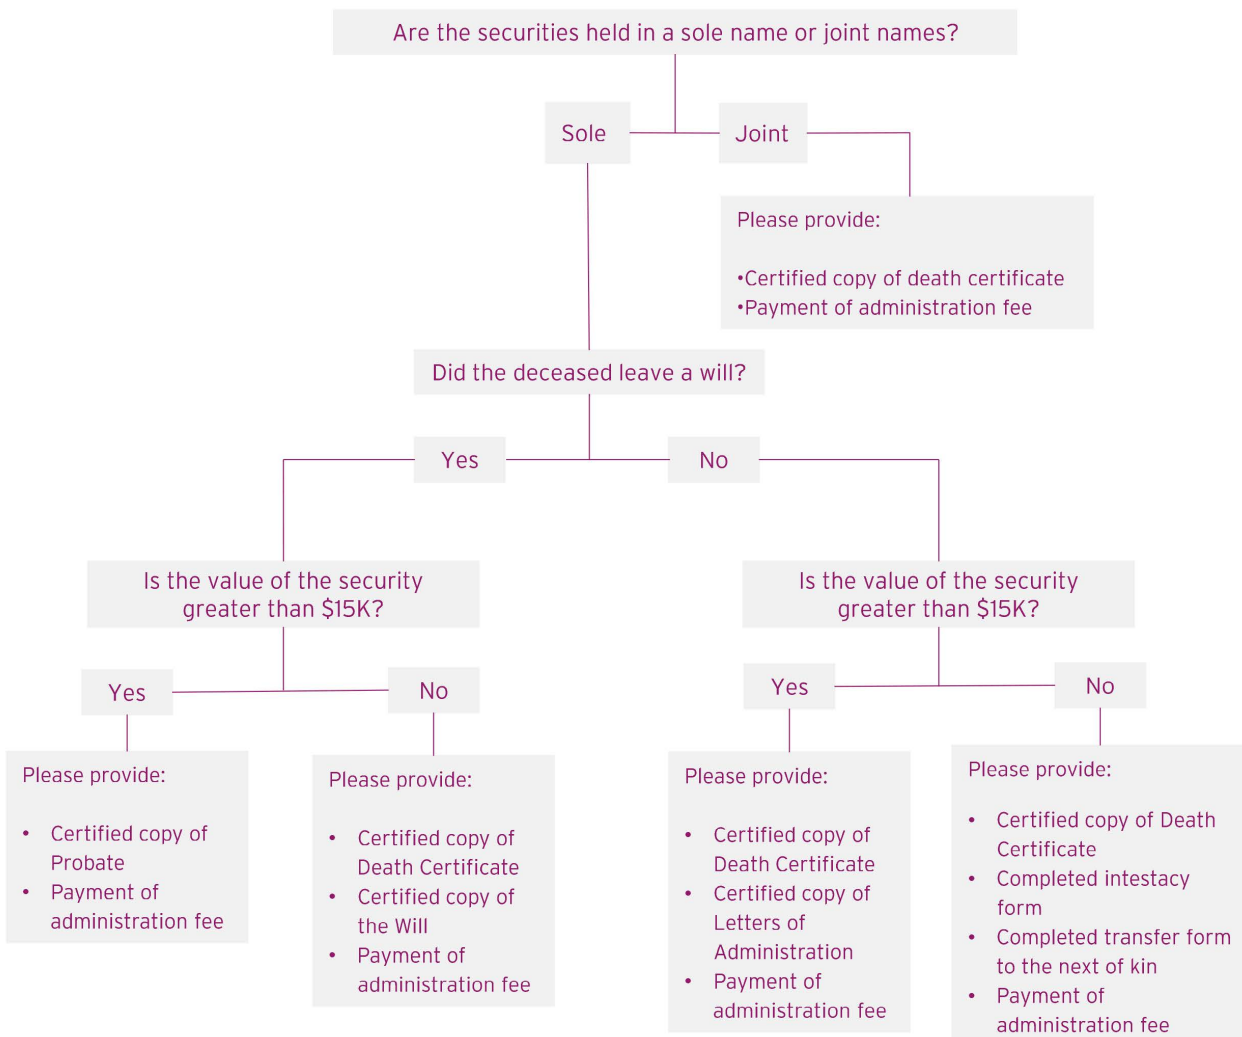 Are the securities held in a sole name or joint names?
Sole
Joint
Please provide:
•Certified copy of death certificate
•Payment of administration fee
Did the deceased leave a will?
Yes
No
Is the value of the security
greater than $15K?
Is the value of the security
greater than $15K?
Yes
No
Yes
No
Please provide:
• Certified copy of
Probate
• Payment of
administration fee
Please provide:
• Certified copy of
Death Certificate
• Certified copy of
the Will
• Payment of
administration fee
Please provide:
• Certified copy of
Death Certificate
• Certified copy of
Letters of
Administration
• Payment of
administration fee
Please provide:
• Certified copy of Death
Certificate
• Completed intestacy
form
• Completed transfer form
to the next of kin
• Payment of
administration fee